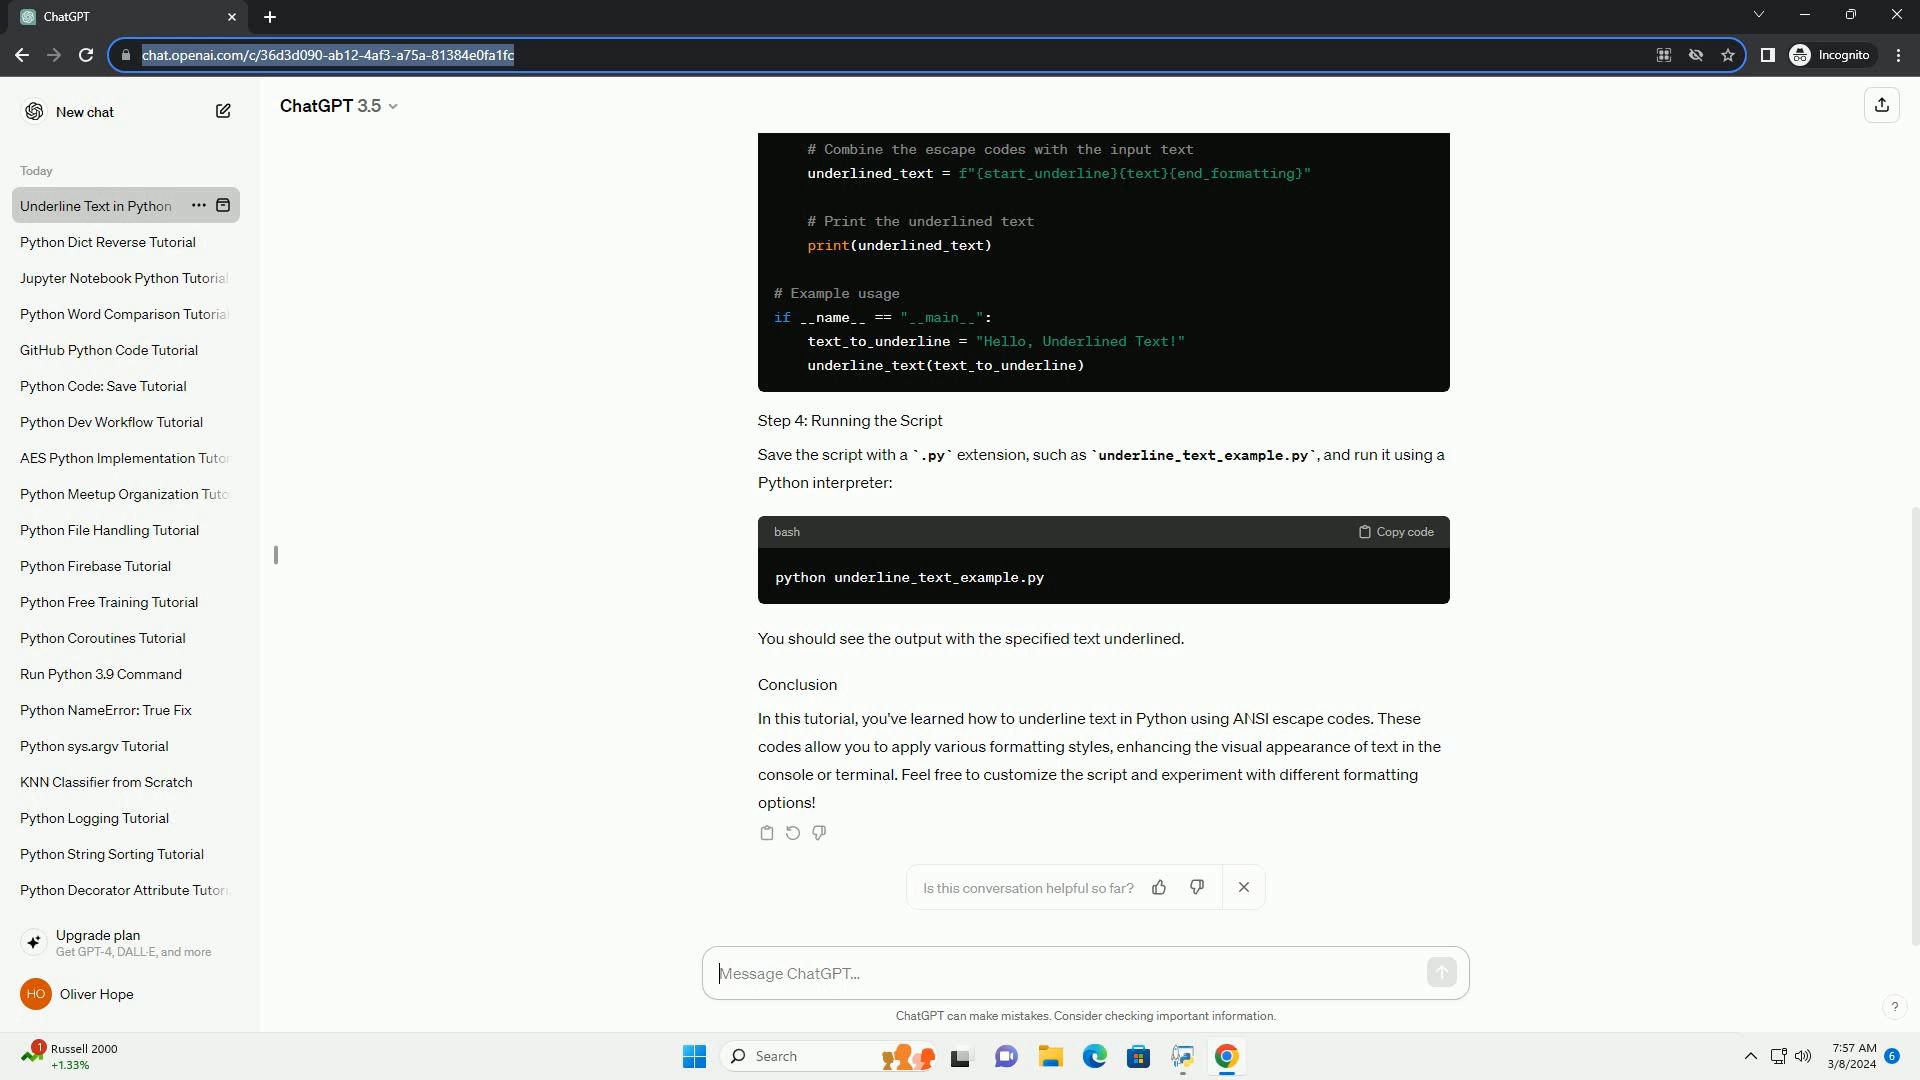 ChatGPT
chat.openai.com/c/36d3d090-ab12-4af3-a75a-81384e0fa1fc
Incognito
New chat
ChatGPT 3.5
Today
Underline Text in Python
Python Dict Reverse Tutorial
Jupyter Notebook Python Tutorial
Python Word Comparison Tutorial
GitHub Python Code Tutorial
Python Code: Save Tutorial
Python Dev Workflow Tutorial
AES Python Implementation Tutor
Python Meetup Organization Tuto
Python File Handling Tutorial
Python Firebase Tutorial
Python Free Training Tutorial
Python Coroutines Tutorial
Run Python 3.9 Command
Python NameError: True Fix
Python sys.argv Tutorial
KNN Classifier from Scratch
Python Logging Tutorial
Python String Sorting Tutorial
Python Decorator Attribute Tutori
Upgrade plan
Get GPT-4, DALL·E, and more
HO Oliver Hope
# Combine the escape codes with the input text
underlined_text = f"{start_underline}{text}{end_formatting}"
# Print the underlined text
print(underlined_text)
# Example usage
if __name__ == "__main__":
text_to_underline = "Hello, Underlined Text!"
underline_text(text_to_underline)
Step 4: Running the Script
Save the script with a `.py` extension, such as `underline_text_example.py`, and run it using a
Python interpreter:
bash
Copy code
python underline_text_example.py
You should see the output with the specified text underlined.
Conclusion
In this tutorial, you've learned how to underline text in Python using ANSI escape codes. These
codes allow you to apply various formatting styles, enhancing the visual appearance of text in the
console or terminal. Feel free to customize the script and experiment with different formatting
options!
Is this conversation helpful so far?
Message ChatGPT...
ChatGPT can make mistakes. Consider checking important information.
?
1
Russell 2000
+1.33%
Search
7:57 AM
3/8/2024
6